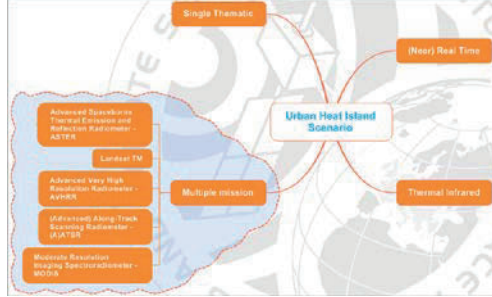 Single Thematic
(Near) Real Time
Urban Heat Island
Scenario
Advanced Spaceborne
Thermal Emission and
Reflection Radiometer -
ASTER
Landsat TM
Advanced Very High
Resolution Radiometer -
AVHRR
Multiple mission
Thermal Infrared
(Advanced) Along-Track
Scanning Radiometer -
(A)ATSR
Moderate Resolution
Imaging Spectroradiometer -
MODIS